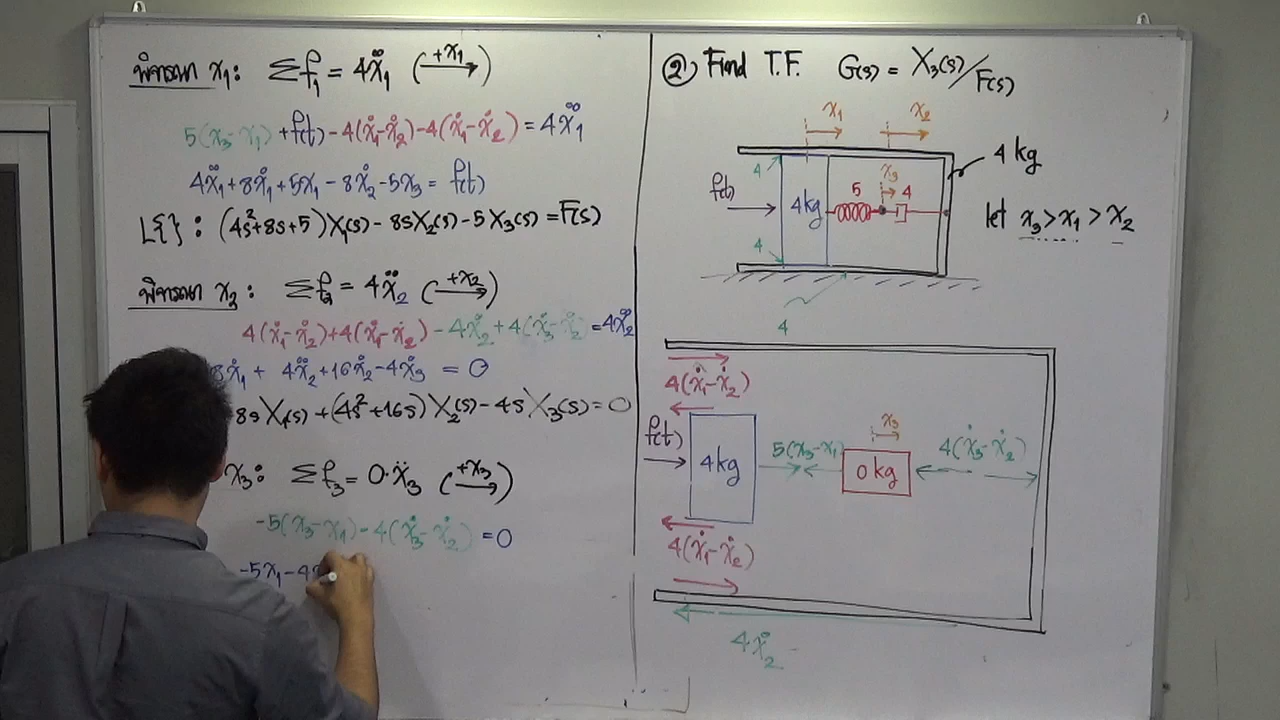 พิจารณา x₁: Σf₁ = 4ẍ₁ (+x₁→)
5(x₃-x₁)+f(t)-4(ẋ₁-ẋ₂)-4(ẋ₁-ẋ₂)=4ẍ₁
4ẍ₁+8ẋ₁+5x₁-8ẋ₂-5x₃= f(t)
L{ }: (4s²+8s+5)X₁(s)-8sX₂(s)-5X₃(s)=F(s)
พิจารณา x₂: Σf₂ = 4ẍ₂ (+x₂→)
4(ẋ₁-ẋ₂)+4(ẋ₁-ẋ₂)-4ẋ₂+4(ẋ₃-ẋ₂)=4ẍ₂
8ẋ₁+ 4ẍ₂+16ẋ₂-4ẋ₃ = 0
8sX₁(s)+(4s²+16s)X₂(s)-4sX₃(s)=0
x₃: Σf₃= 0·ẍ₃ (+x₃→)
-5(x₃-x₁)-4(ẋ₃-ẋ₂)=0
-5x₁-4
② Find T.F. G(s) = X₃(s)/F(s)
x₁ x₂
4 kg
4
x₃
f(t) 4kg 5 4
let x₃>x₁>x₂
4
4
4(ẋ₁-ẋ₂)
f(t) 4kg 5(x₃-x₁) x₃ 0kg 4(ẋ₃-ẋ₂)
4(ẋ₁-ẋ₂)
4ẋ₂